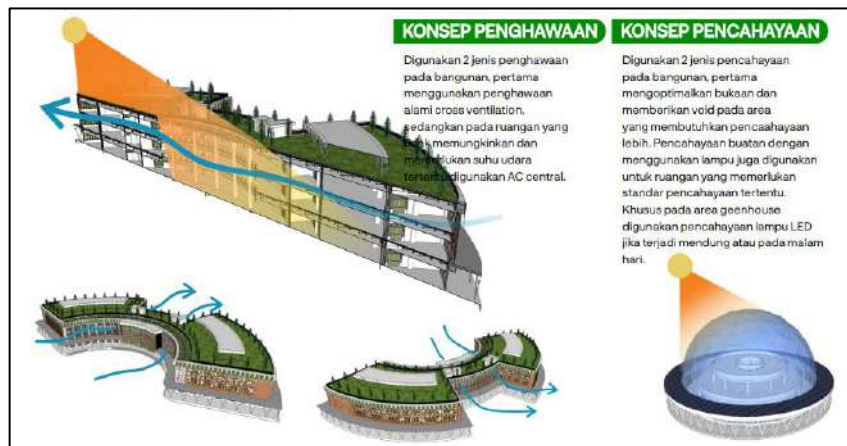 KONSEP PENGHAWAAN
Digunakan 2 jenis penghawaan
pada bangunan, pertama
menggunakan penghawaan
alami cross ventilation,
sedangkan pada ruangan yang
memungkinkan dan
suhu udara
digunakan AC central.
KONSEP PENCAHAYAAN
Digunakan 2 jenis pencahayaan
pada bangunan, pertama
mengoptimalkan bukaan dan
memberikan void pada area
yang membutuhkan pencaahayaan
lebih. Pencahayaan buatan dengan
menggunakan lampu juga digunakan
untuk ruangan yang memerlukan
standar pencahayaan tertentu.
Khusus pada area geenhouse
digunakan pencahayaan lampu LED
jika terjadi mendung atau pada malam
hari.